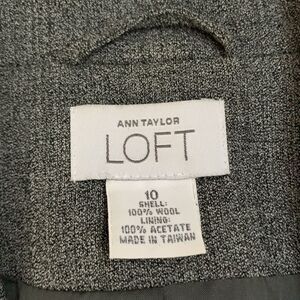 ANN TAYLOR
LOFT
10
SHELL:
100% WOOL
LINING:
100% ACETATE
MADE IN TAIWAN